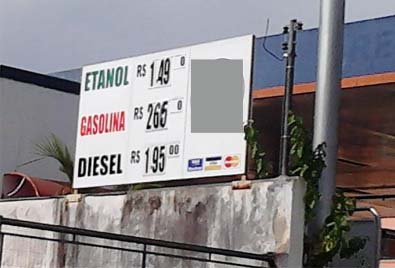 ETANOL R$ 1.49 0
GASOLINA R$ 2.65 0
DIESEL R$ 1.95 00